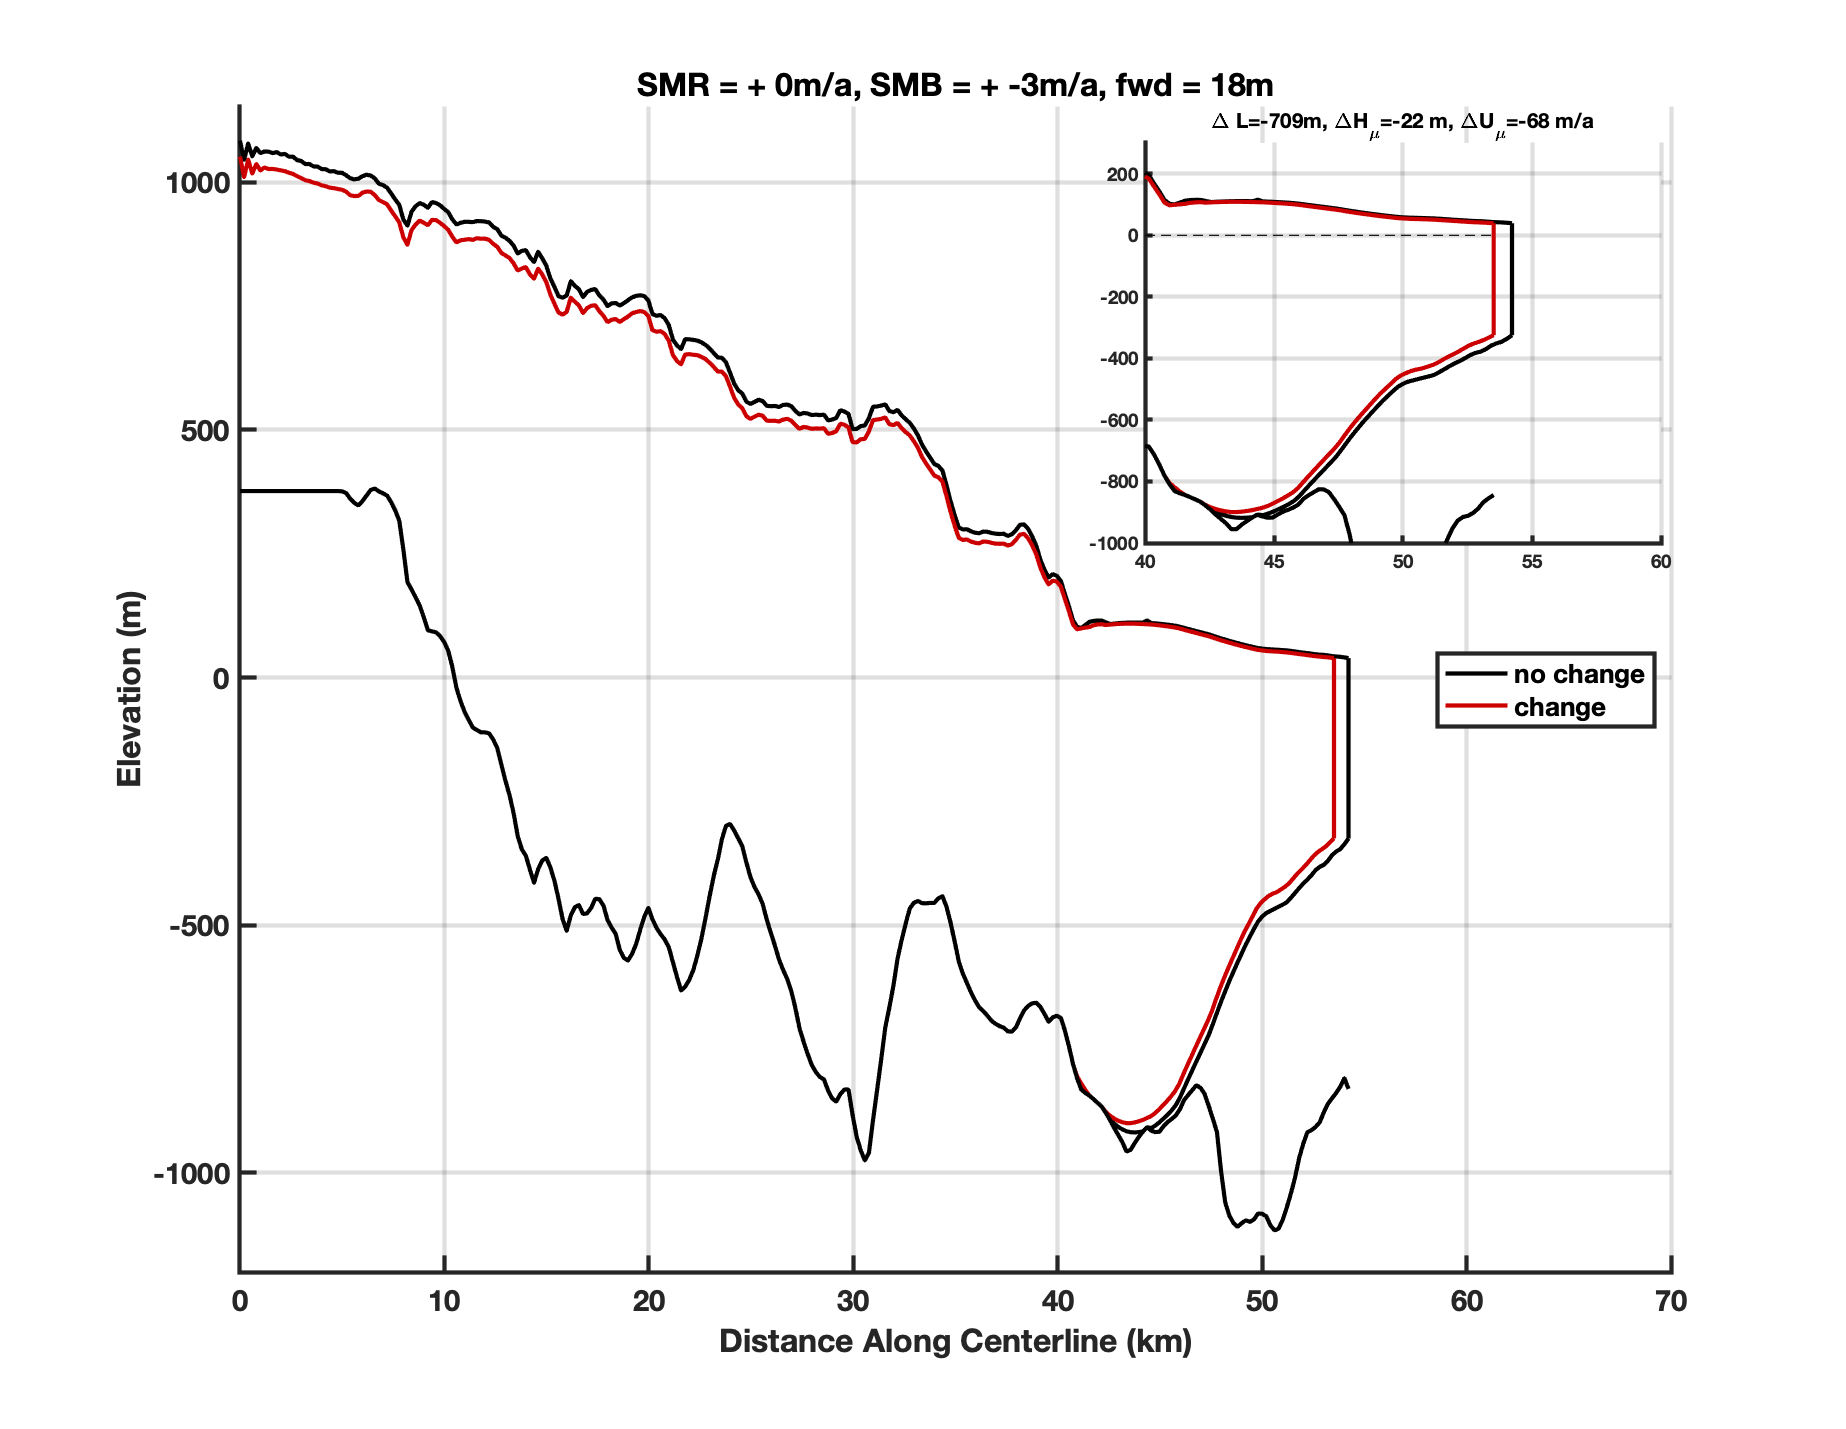 SMR = + 0m/a, SMB = + -3m/a, fwd = 18m
Δ L=-709m, ΔHμ=-22 m, ΔUμ=-68 m/a
200
0
-200
-400
-600
-800
-1000
40 45 50 55 60
1000
500
0
-500
-1000
Elevation (m)
no change
change
0 10 20 30 40 50 60 70
Distance Along Centerline (km)